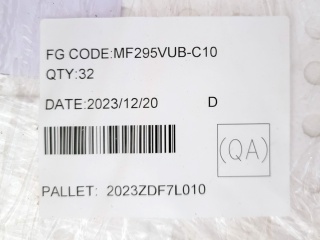 FG CODE:MF295VUB-C10
QTY:32
DATE:2023/12/20 D
(QA)
PALLET: 2023ZDF7L010